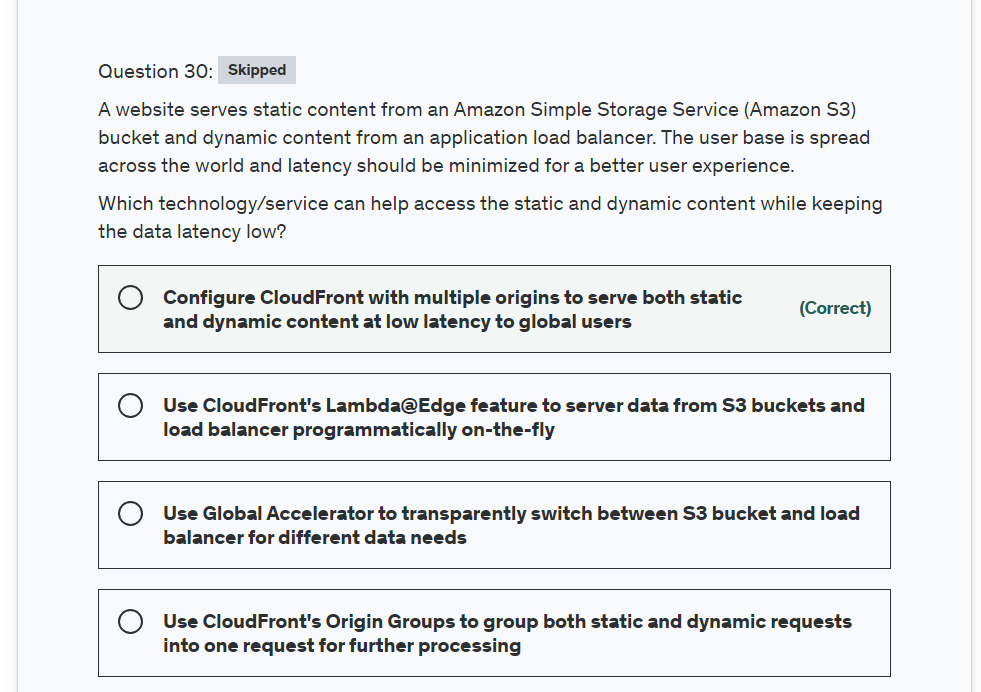 Question 30: Skipped
A website serves static content from an Amazon Simple Storage Service (Amazon S3)
bucket and dynamic content from an application load balancer. The user base is spread
across the world and latency should be minimized for a better user experience.
Which technology/service can help access the static and dynamic content while keeping
the data latency low?
Configure CloudFront with multiple origins to serve both static
and dynamic content at low latency to global users
(Correct)
Use CloudFront's Lambda@Edge feature to server data from S3 buckets and
load balancer programmatically on-the-fly
Use Global Accelerator to transparently switch between S3 bucket and load
balancer for different data needs
Use CloudFront's Origin Groups to group both static and dynamic requests
into one request for further processing